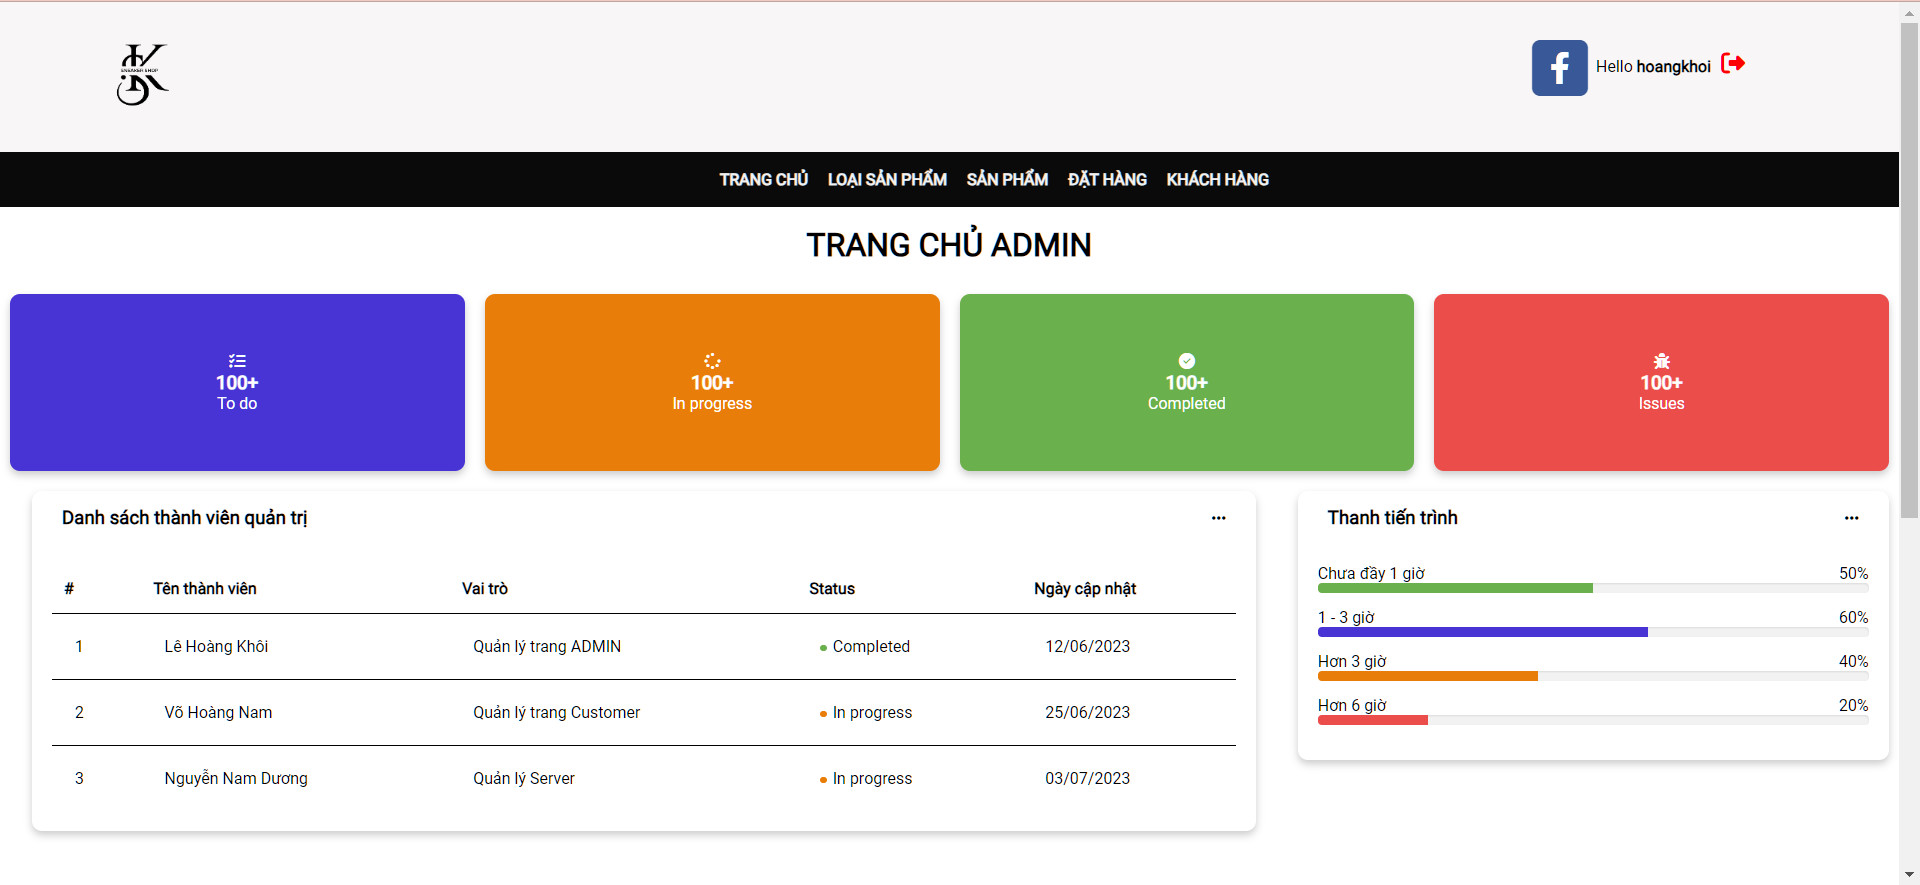 SNEAKER SHOP
Hello hoangkhoi
TRANG CHỦ LOẠI SẢN PHẨM SẢN PHẨM ĐẶT HÀNG KHÁCH HÀNG
TRANG CHỦ ADMIN
100+
To do
100+
In progress
100+
Completed
100+
Issues
Danh sách thành viên quản trị
# Tên thành viên Vai trò Status Ngày cập nhật
1 Lê Hoàng Khôi Quản lý trang ADMIN Completed 12/06/2023
2 Võ Hoàng Nam Quản lý trang Customer In progress 25/06/2023
3 Nguyễn Nam Dương Quản lý Server In progress 03/07/2023
Thanh tiến trình
Chưa đầy 1 giờ 50%
1 - 3 giờ 60%
Hơn 3 giờ 40%
Hơn 6 giờ 20%